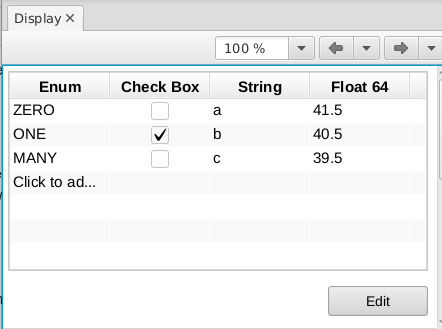 Display
100 %
Enum Check Box String Float 64
ZERO a 41.5
ONE b 40.5
MANY c 39.5
Click to ad...
Edit